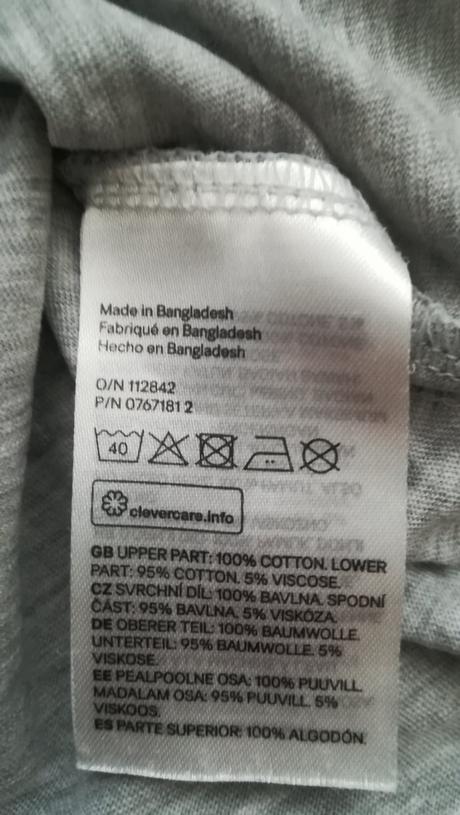 Made in Bangladesh
Fabriqué en Bangladesh
Hecho en Bangladesh
O/N 112842
P/N 0767181 2
40
clevercare.info
GB UPPER PART: 100% COTTON. LOWER
PART: 95% COTTON. 5% VISCOSE.
CZ SVRCHNÍ DÍL: 100% BAVLNA. SPODNÍ
ČÁST: 95% BAVLNA. 5% VISKÓZA.
DE OBERER TEIL: 100% BAUMWOLLE.
UNTERTEIL: 95% BAUMWOLLE. 5%
VISKOSE.
EE PEALPOOLNE OSA: 100% PUUVILL.
MADALAM OSA: 95% PUUVILL. 5%
VISKOOS.
ES PARTE SUPERIOR: 100% ALGODÓN.